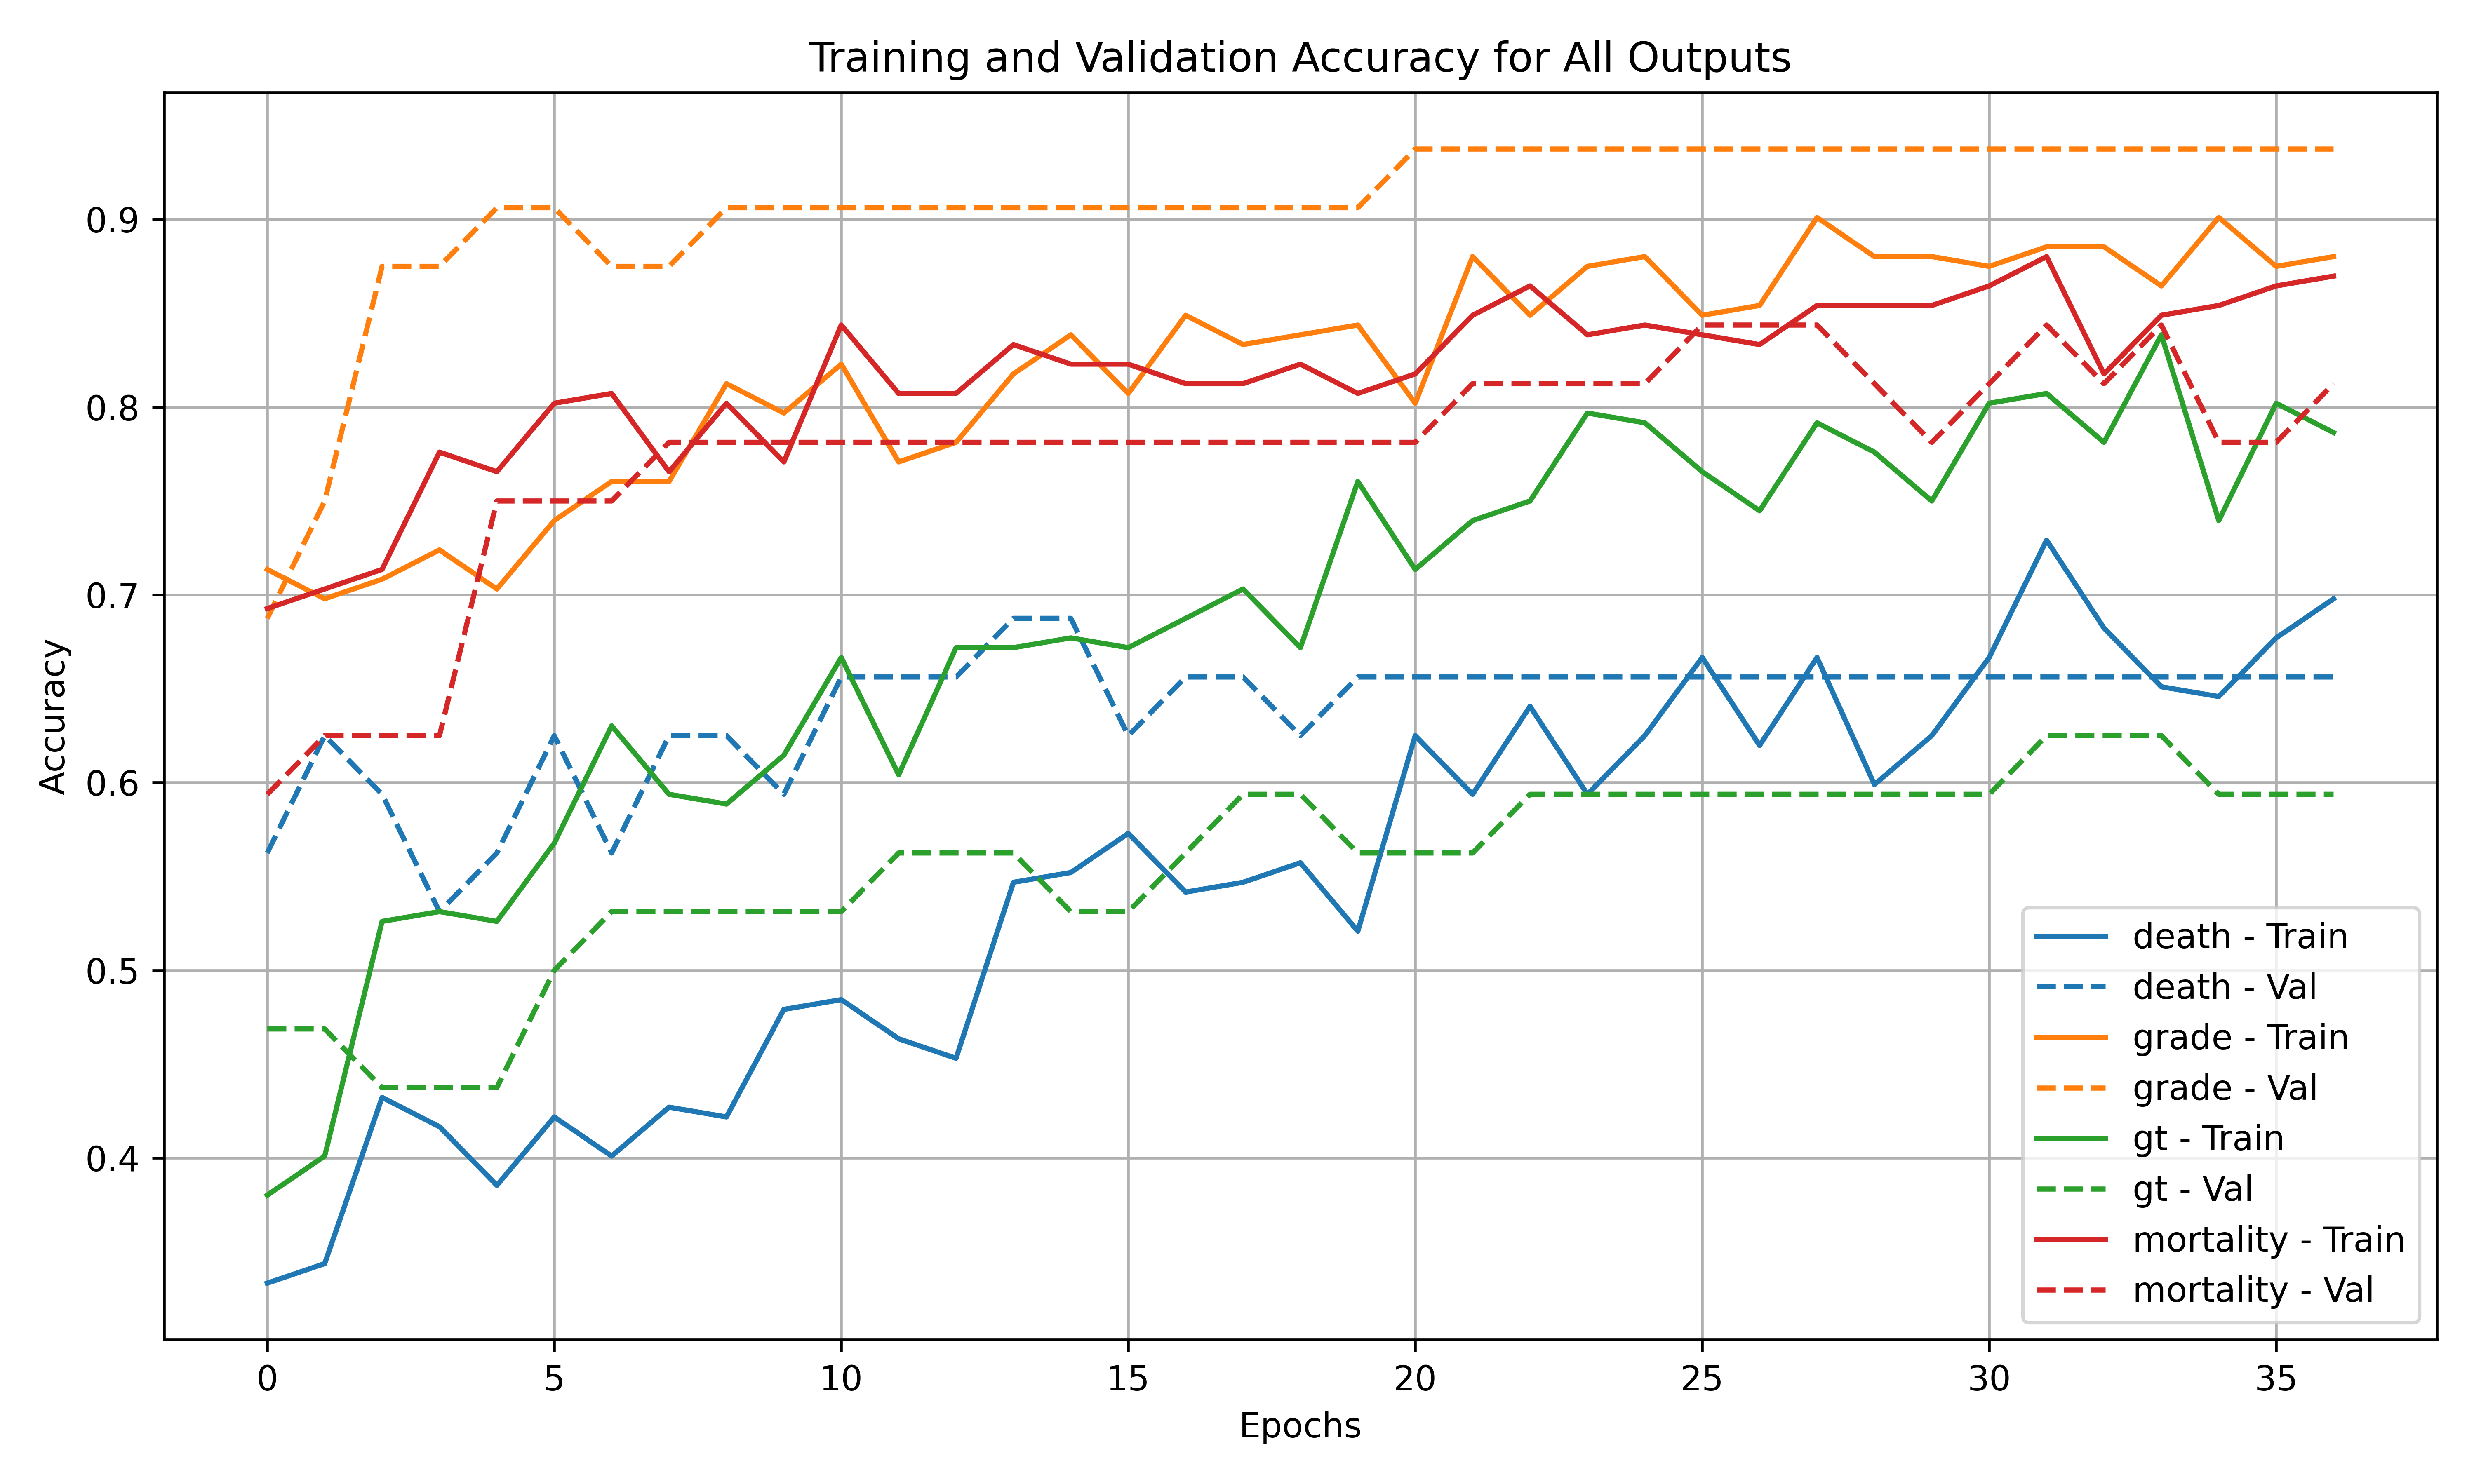 Training and Validation Accuracy for All Outputs
Accuracy
0.9
0.8
0.7
0.6
0.5
0.4
0 5 10 15 20 25 30 35
Epochs
death - Train
death - Val
grade - Train
grade - Val
gt - Train
gt - Val
mortality - Train
mortality - Val